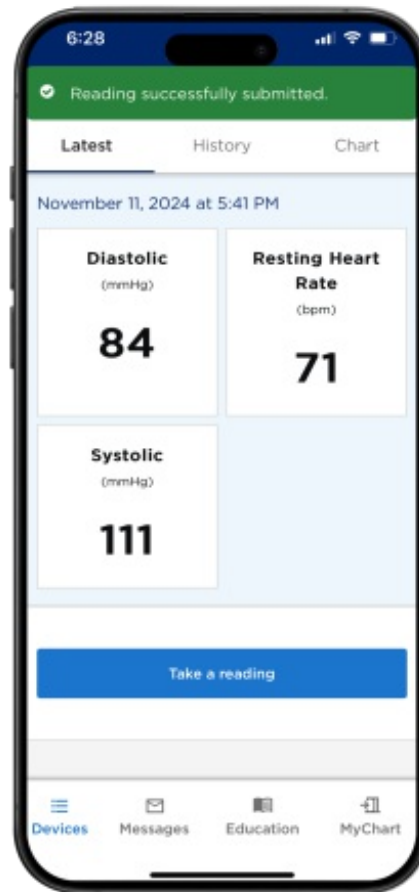 6:28
Reading successfully submitted.
Latest History Chart
November 11, 2024 at 5:41 PM
Diastolic
(mmHg)
84
Resting Heart
Rate
(bpm)
71
Systolic
(mmHg)
111
Take a reading
Devices Messages Education MyChart